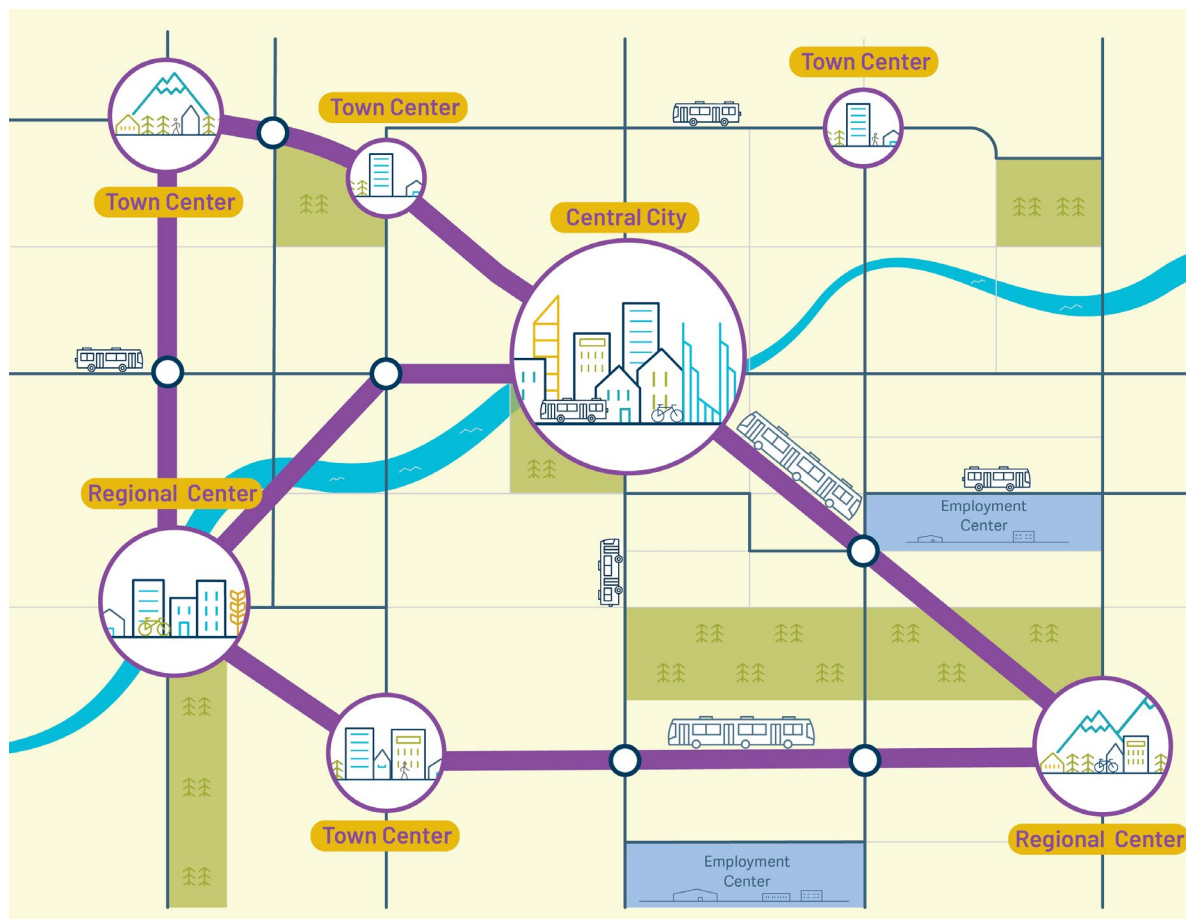 Town Center
Town Center
Town Center
Central City
Regional Center
Employment
Center
Town Center
Regional Center
Employment
Center